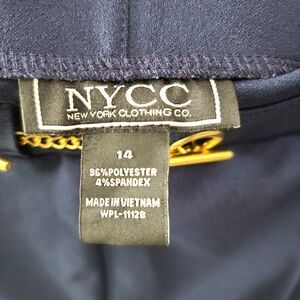 NYCC
NEW YORK CLOTHING CO.
14
96%POLYESTER
4%SPANDEX
MADE IN VIETNAM
WPL-11128